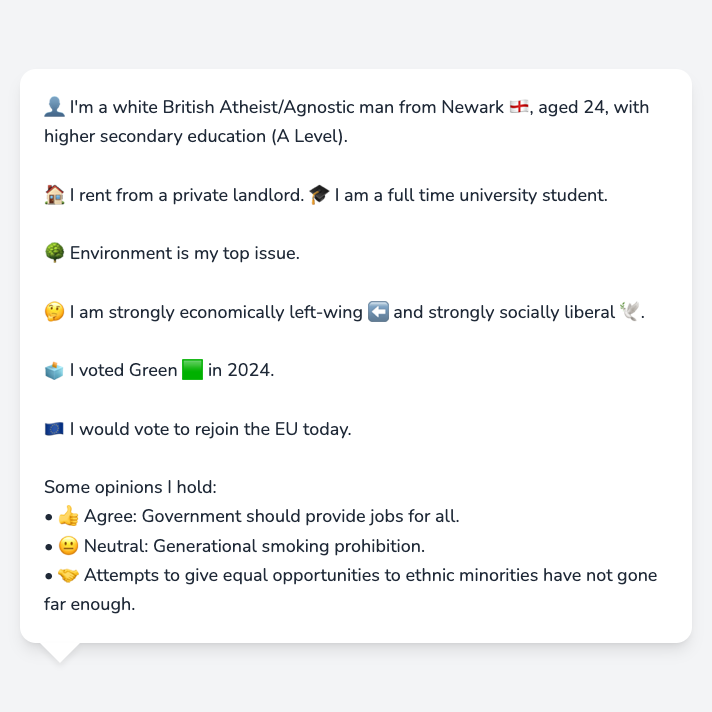 👤 I'm a white British Atheist/Agnostic man from Newark 🏴󠁧󠁢󠁥󠁮󠁧󠁿, aged 24, with
higher secondary education (A Level).
🏠 I rent from a private landlord. 🎓 I am a full time university student.
🌳 Environment is my top issue.
🤔 I am strongly economically left-wing ⬅️ and strongly socially liberal 🕊️.
🗳️ I voted Green 🟩 in 2024.
🇪🇺 I would vote to rejoin the EU today.
Some opinions I hold:
• 👍 Agree: Government should provide jobs for all.
• 😐 Neutral: Generational smoking prohibition.
• 🤝 Attempts to give equal opportunities to ethnic minorities have not gone
far enough.